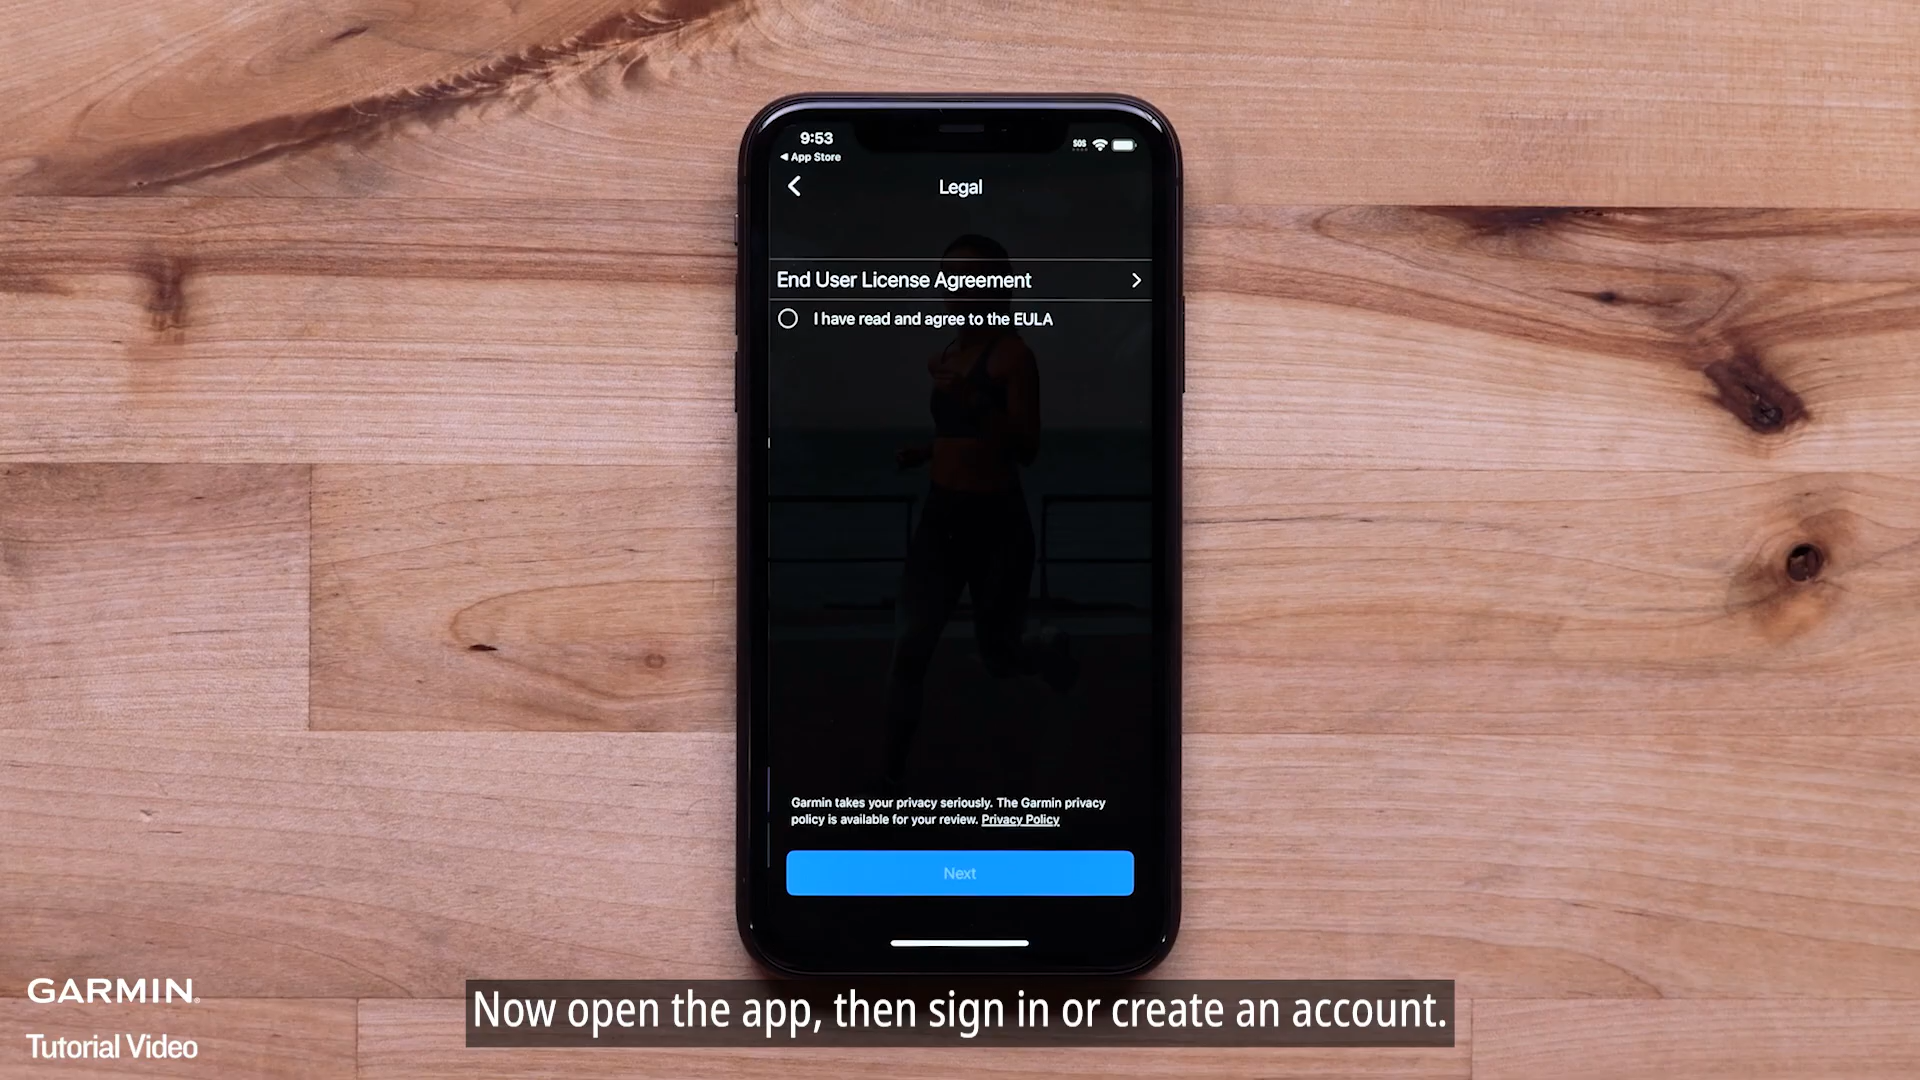 9:53
SOS
◀ App Store
Legal
End User License Agreement
I have read and agree to the EULA
Garmin takes your privacy seriously. The Garmin privacy
policy is available for your review. Privacy Policy
Next
GARMIN®
Tutorial Video
Now open the app, then sign in or create an account.